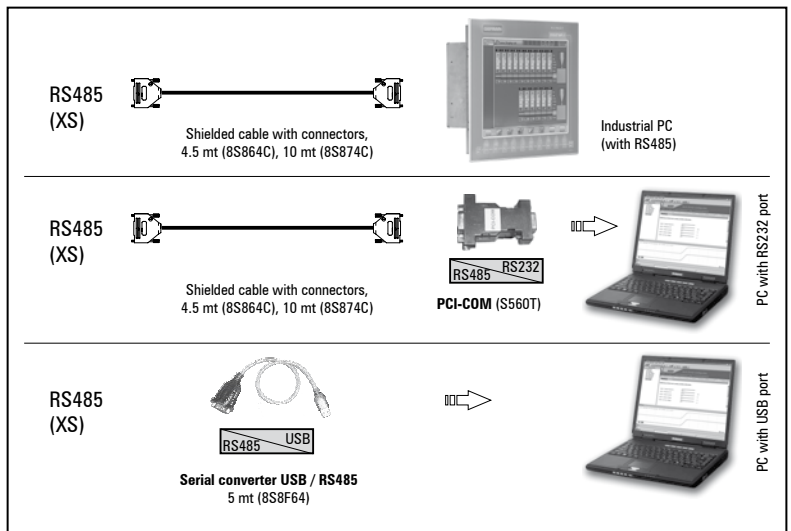 RS485
(XS)
Shielded cable with connectors,
4.5 mt (8S864C), 10 mt (8S874C)
Industrial PC
(with RS485)
RS485
(XS)
Shielded cable with connectors,
4.5 mt (8S864C), 10 mt (8S874C)
RS485 RS232
PCI-COM (S560T)
PC with RS232 port
RS485
(XS)
RS485 USB
Serial converter USB / RS485
5 mt (8S8F64)
PC with USB port